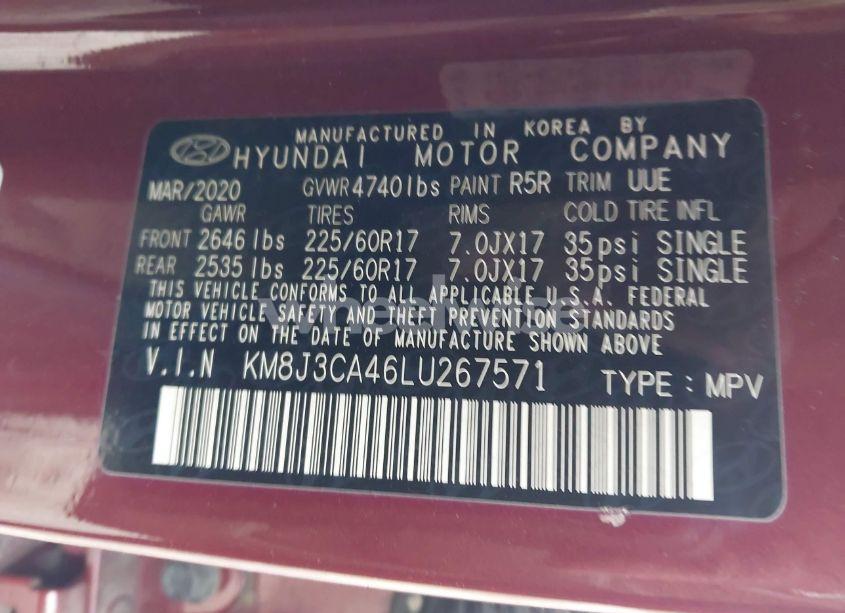 MANUFACTURED IN KOREA BY
HYUNDAI MOTOR COMPANY
MAR/2020 GVWR 4740lbs PAINT R5R TRIM UUE
GAWR TIRES RIMS COLD TIRE INFL
FRONT 2646 lbs 225/60R17 7.0JX17 35psi SINGLE
REAR 2535 lbs 225/60R17 7.0JX17 35psi SINGLE
THIS VEHICLE CONFORMS TO ALL APPLICABLE U.S.A. FEDERAL
MOTOR VEHICLE SAFETY AND THEFT PREVENTION STANDARDS
IN EFFECT ON THE DATE OF MANUFACTURE SHOWN ABOVE
V.I.N KM8J3CA46LU267571 TYPE: MPV